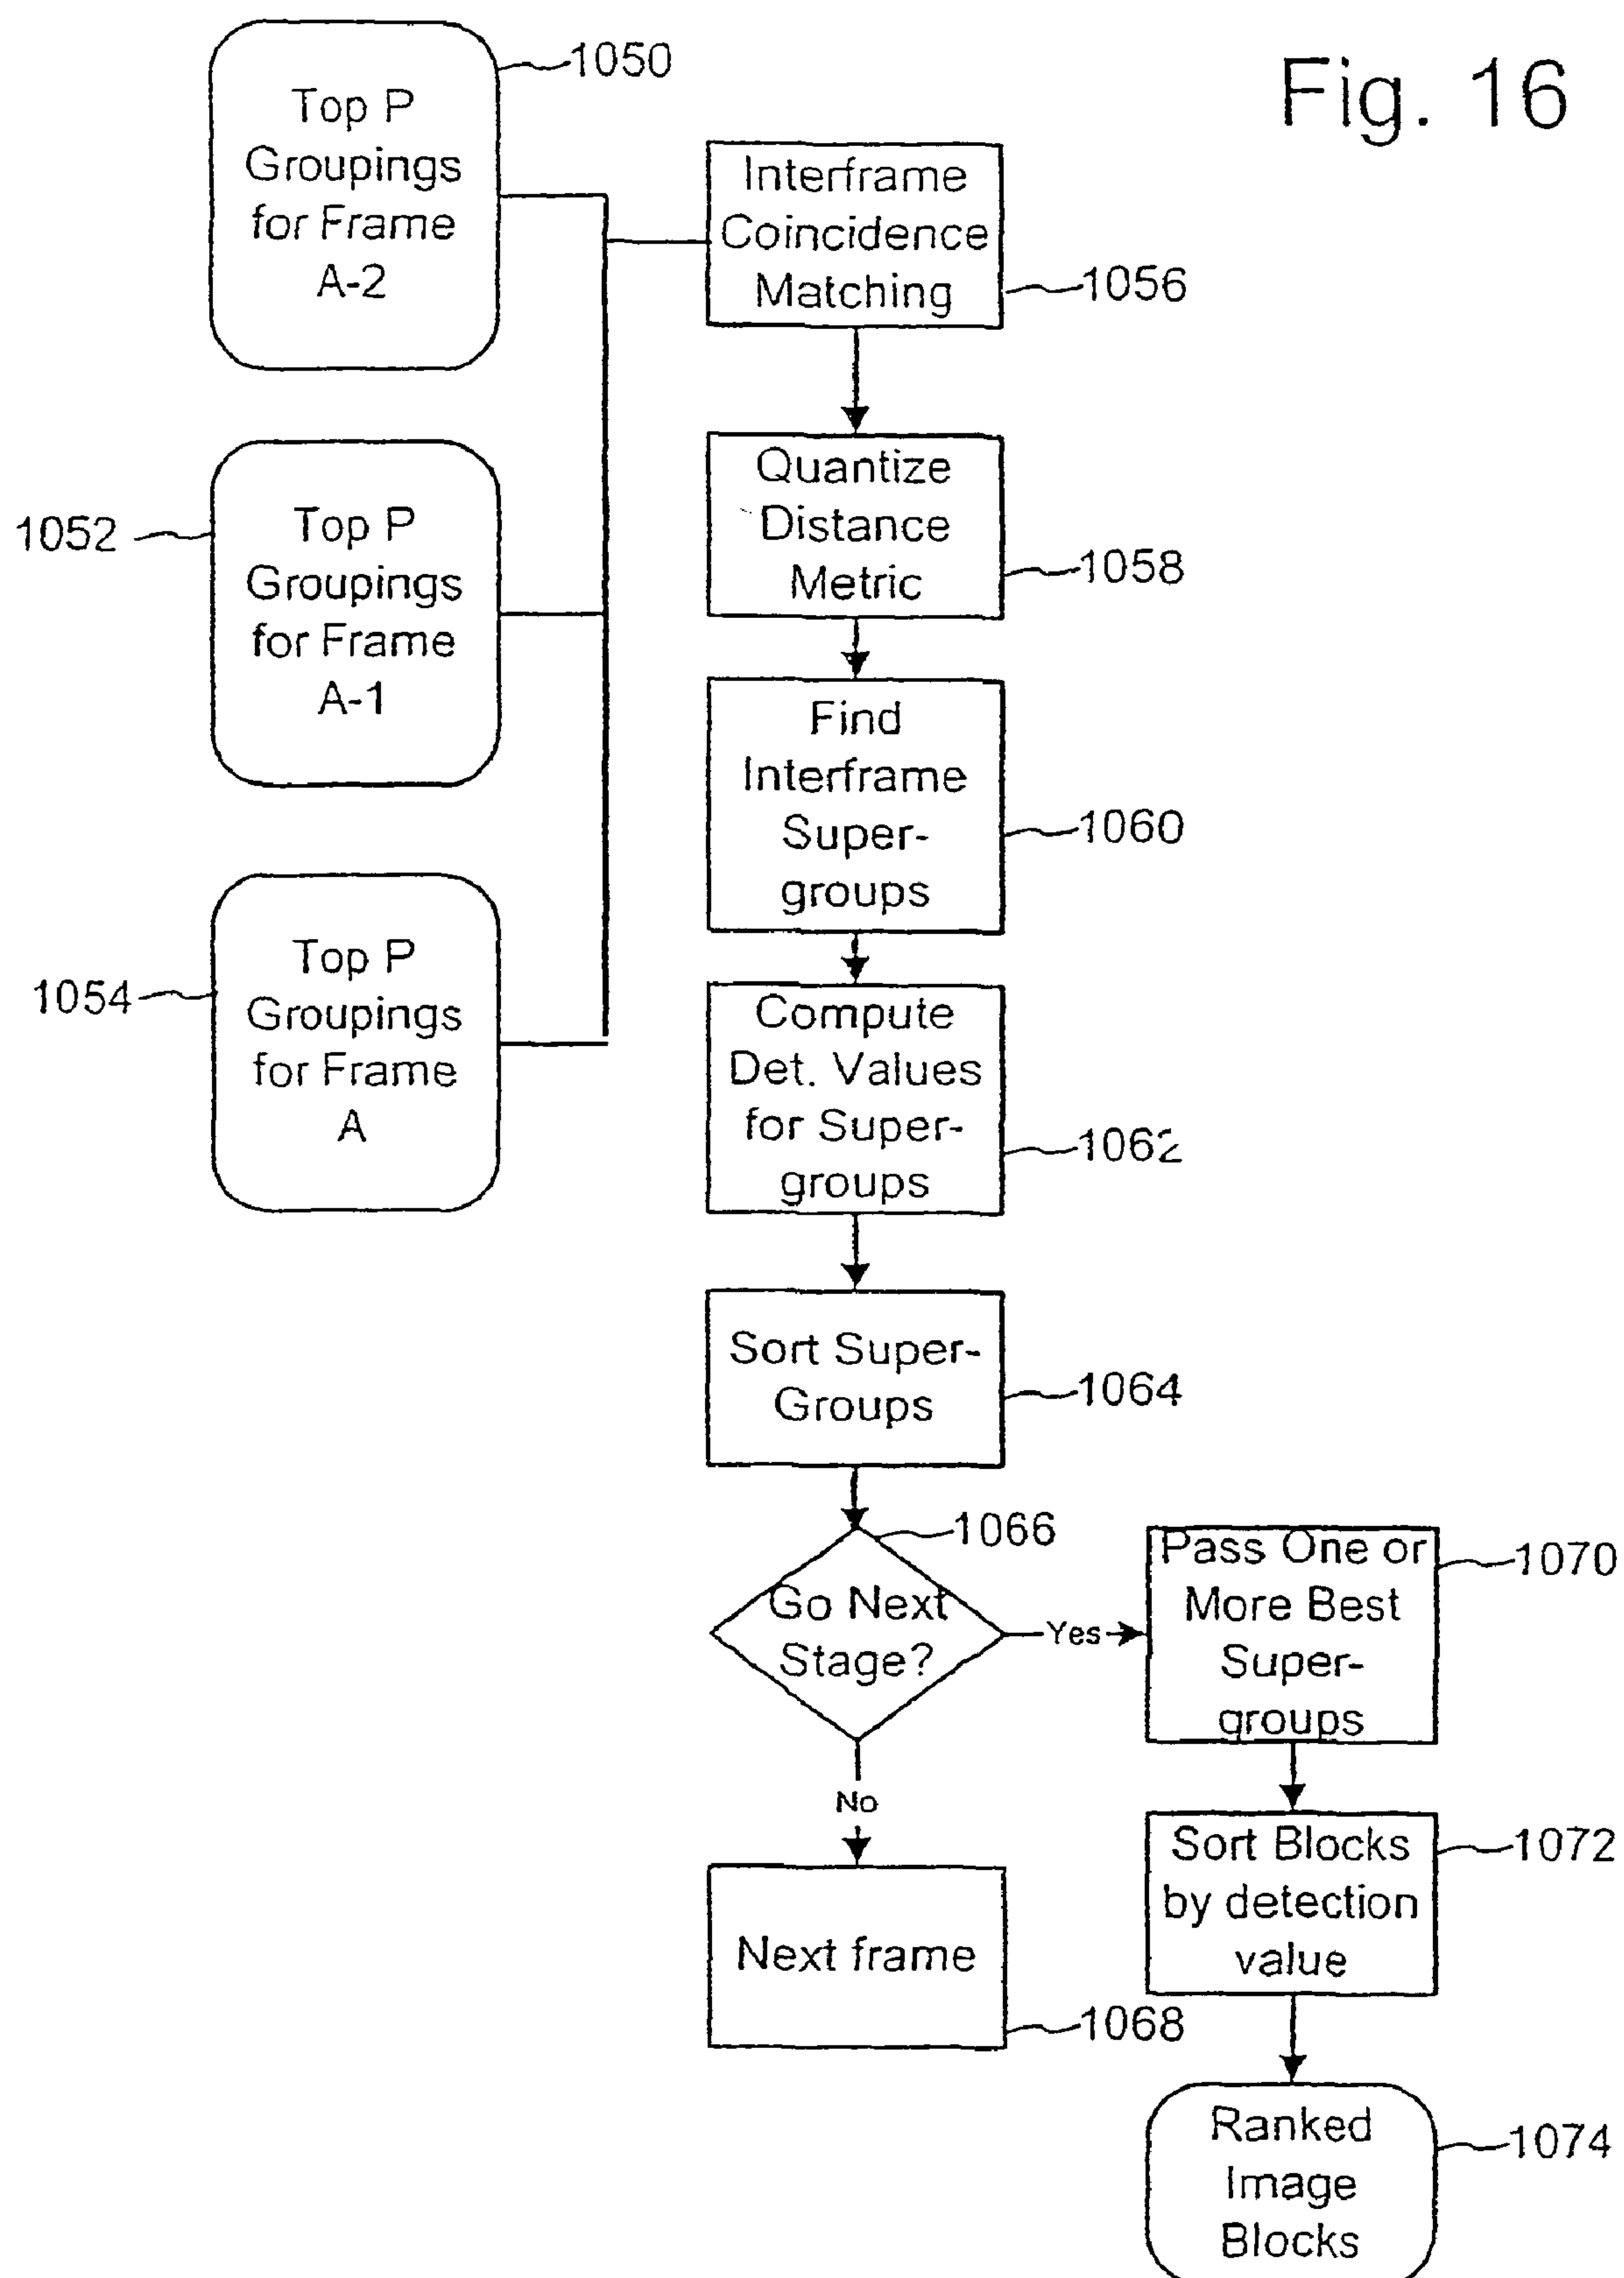 Fig. 16
1050
Top P
Groupings
for Frame
A-2
1052
Top P
Groupings
for Frame
A-1
1054
Top P
Groupings
for Frame
A
Interframe
Coincidence
Matching
1056
Quantize
Distance
Metric
1058
Find
Interframe
Super-
groups
1060
Compute
Det. Values
for Super-
groups
1062
Sort Super-
Groups
1064
1066
Go Next
Stage?
Yes
No
Next frame
1068
Pass One or
More Best
Super-
groups
1070
Sort Blocks
by detection
value
1072
Ranked
Image
Blocks
1074